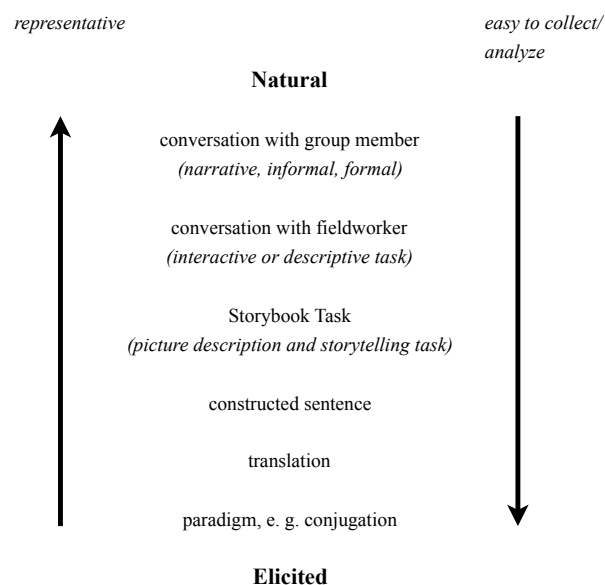 representative
easy to collect/
analyze
Natural
conversation with group member
(narrative, informal, formal)
conversation with fieldworker
(interactive or descriptive task)
Storybook Task
(picture description and storytelling task)
constructed sentence
translation
paradigm, e. g. conjugation
Elicited